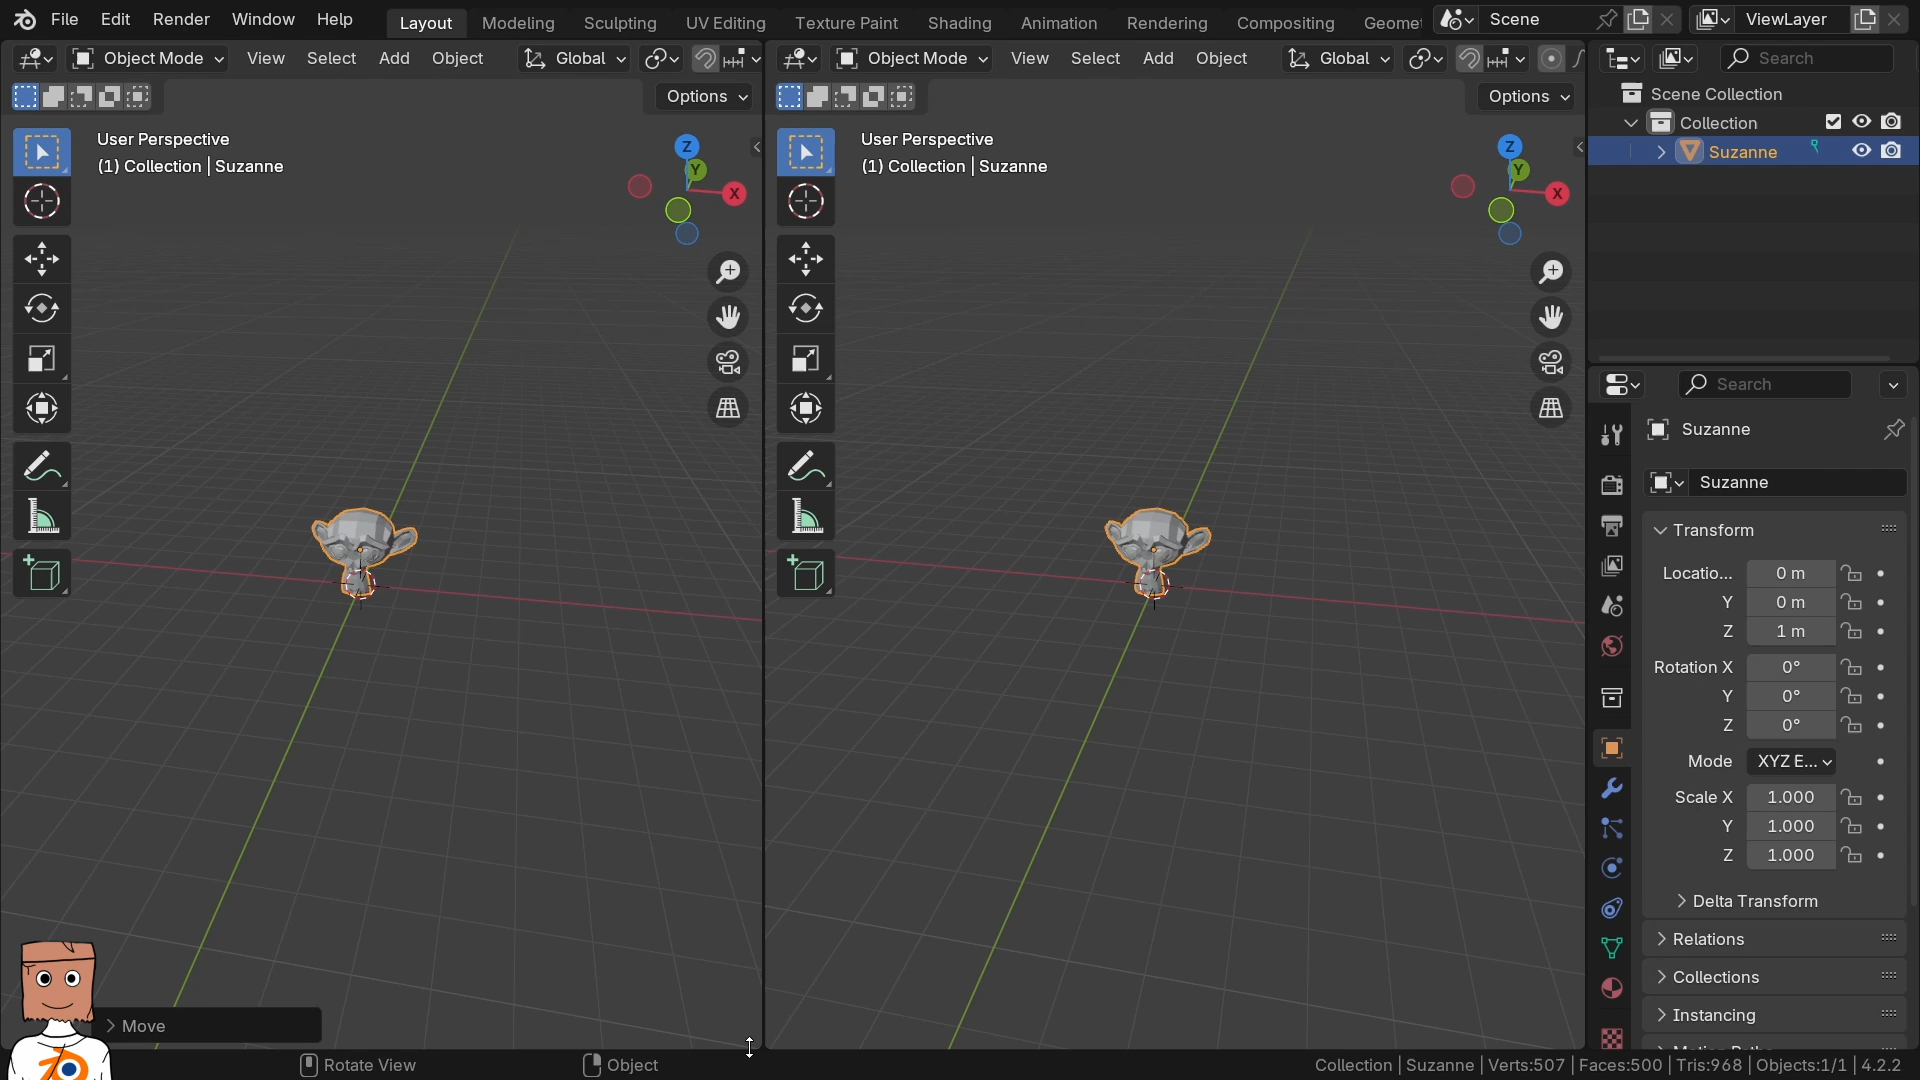 File Edit Render Window Help Layout Modeling Sculpting UV Editing Texture Paint Shading Animation Rendering Compositing Geomet Scene ViewLayer
Object Mode View Select Add Object Global Object Mode View Select Add Object Global Search
Options Options
Scene Collection
Collection
Suzanne
User Perspective
(1) Collection | Suzanne
Z
Y
X
User Perspective
(1) Collection | Suzanne
Z
Y
X
Search
Suzanne
Suzanne
Transform
Locatio... 0 m
Y 0 m
Z 1 m
Rotation X 0°
Y 0°
Z 0°
Mode XYZ E...
Scale X 1.000
Y 1.000
Z 1.000
Delta Transform
Relations
Collections
Instancing
Move
Rotate View Object Collection | Suzanne | Verts:507 | Faces:500 | Tris:968 | Objects:1/1 | 4.2.2